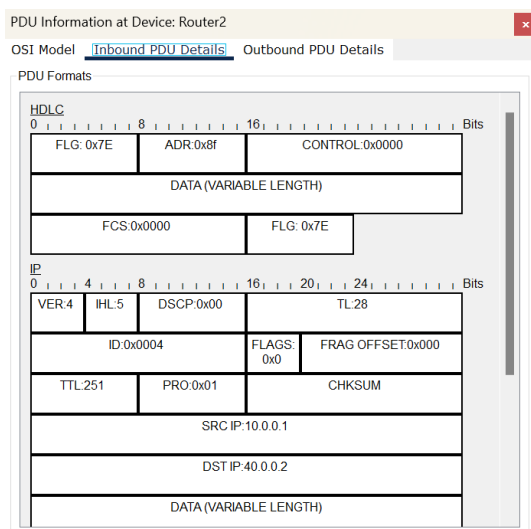 PDU Information at Device: Router2
OSI Model Inbound PDU Details Outbound PDU Details
PDU Formats
HDLC
0 8 16 Bits
FLG: 0x7E ADR:0x8f CONTROL:0x0000
DATA (VARIABLE LENGTH)
FCS:0x0000 FLG: 0x7E
IP
0 4 8 16 20 24 Bits
VER:4 IHL:5 DSCP:0x00 TL:28
ID:0x0004 FLAGS: 0x0 FRAG OFFSET:0x000
TTL:251 PRO:0x01 CHKSUM
SRC IP:10.0.0.1
DST IP:40.0.0.2
DATA (VARIABLE LENGTH)